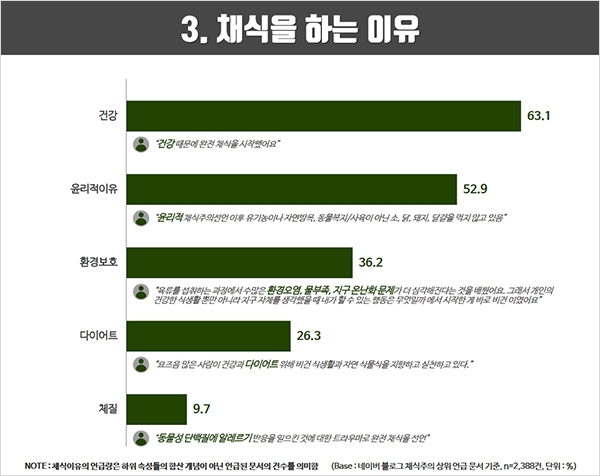 3. 채식을 하는 이유
건강
63.1
"건강 때문에 완전 채식을 시작했어요"
윤리적이유
52.9
"윤리적 채식주의선언 이후 유기농이나 자연방목, 동물복지/사육이 아닌 소, 닭, 돼지, 달걀을 먹지 않고 있음"
환경보호
36.2
"육류를 섭취하는 과정에서 수많은 환경오염, 물부족, 지구 온난화 문제가 더 심각해진다는 것을 배웠어요. 그래서 개인의
건강한 식생활 뿐만 아니라 지구 자체를 생각했을 때 내가 할 수 있는 행동은 무엇일까 에서 시작한 게 바로 비건 이였어요"
다이어트
26.3
"요즈음 많은 사람이 건강과 다이어트 위해 비건 식생활과 자연 식물식을 지향하고 실천하고 있다."
체질
9.7
"동물성 단백질에 알레르기 반응을 일으킨 것에 대한 트라우마로 완전 채식을 선언"
NOTE : 채식이유의 언급량은 하위 속성들의 합산 개념이 아닌 언급된 문서의 건수를 의미함 (Base : 네이버 블로그 채식주의 상위 언급 문서 기준, n=2,388건, 단위 : %)